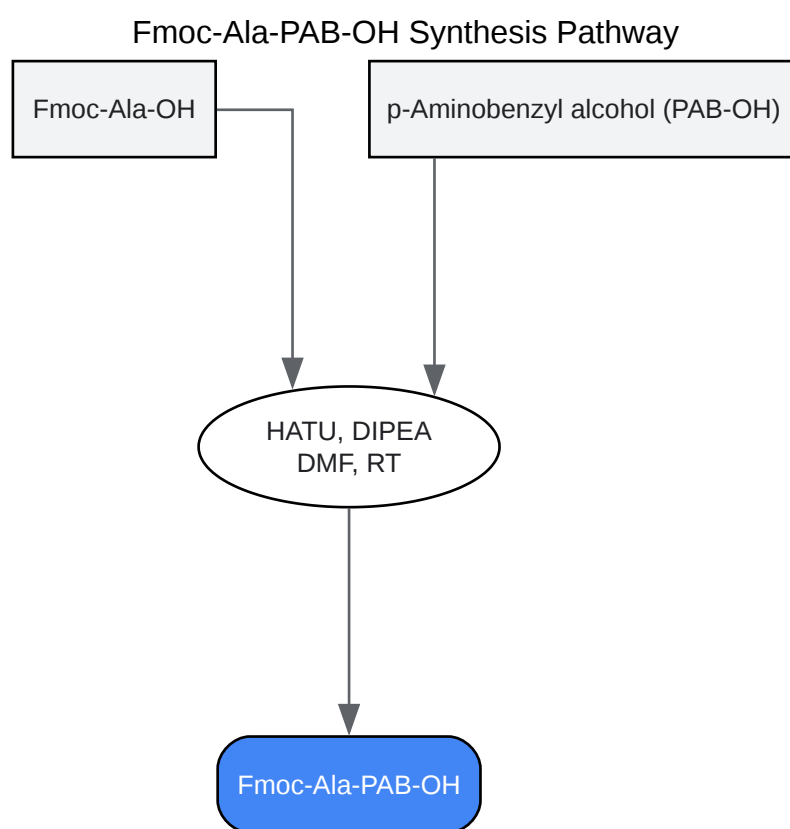 Fmoc-Ala-PAB-OH Synthesis Pathway
Fmoc-Ala-OH
p-Aminobenzyl alcohol (PAB-OH)
HATU, DIPEA
DMF, RT
Fmoc-Ala-PAB-OH